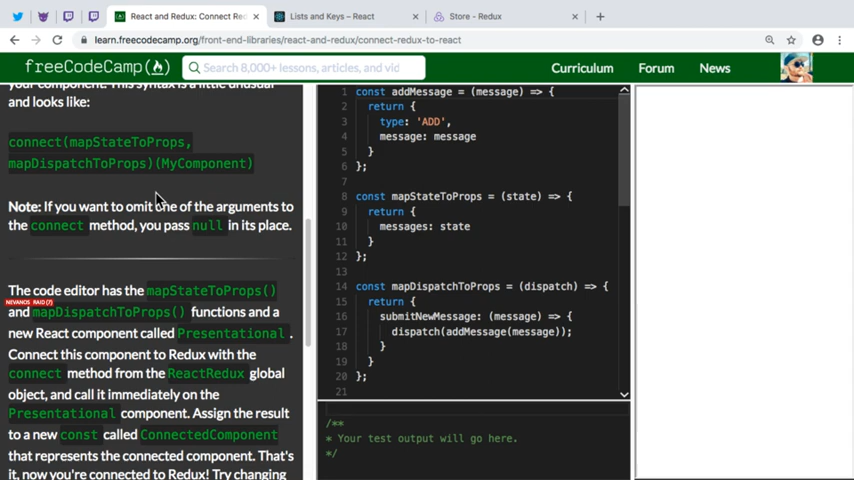 React and Redux: Connect Red
Lists and Keys – React
Store - Redux
learn.freecodecamp.org/front-end-libraries/react-and-redux/connect-redux-to-react
freeCodeCamp
Search 8,000+ lessons, articles, and vid
Curriculum
Forum
News
your component. This syntax is a little unusual
and looks like:
connect(mapStateToProps,
mapDispatchToProps)(MyComponent)
Note: If you want to omit one of the arguments to
the connect method, you pass null in its place.
The code editor has the mapStateToProps()
NEVANOS RAID (7)
and mapDispatchToProps() functions and a
new React component called Presentational.
Connect this component to Redux with the
connect method from the ReactRedux global
object, and call it immediately on the
Presentational component. Assign the result
to a new const called ConnectedComponent
that represents the connected component. That's
it, now you're connected to Redux! Try changing
1 const addMessage = (message) => {
2 return {
3 type: 'ADD',
4 message: message
5 }
6 };
7
8 const mapStateToProps = (state) => {
9 return {
10 messages: state
11 }
12 };
13
14 const mapDispatchToProps = (dispatch) => {
15 return {
16 submitNewMessage: (message) => {
17 dispatch(addMessage(message));
18 }
19 }
20 };
21
/**
* Your test output will go here.
*/